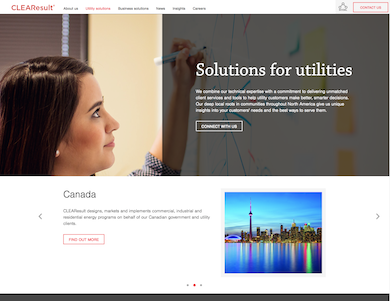 CLEAResult®
About us
Utility solutions
Business solutions
News
Insights
Careers
CONTACT US
Solutions for utilities
We combine our technical expertise with a commitment to delivering unmatched
client services and tools to help utility customers make better, smarter decisions.
Our deep local roots in communities throughout North America give us unique
insight into your customers' needs and the best ways to serve them.
CONNECT WITH US
Canada
CLEAResult designs, markets and implements commercial, industrial and
residential energy programs on behalf of our Canadian government and utility
clients.
FIND OUT MORE